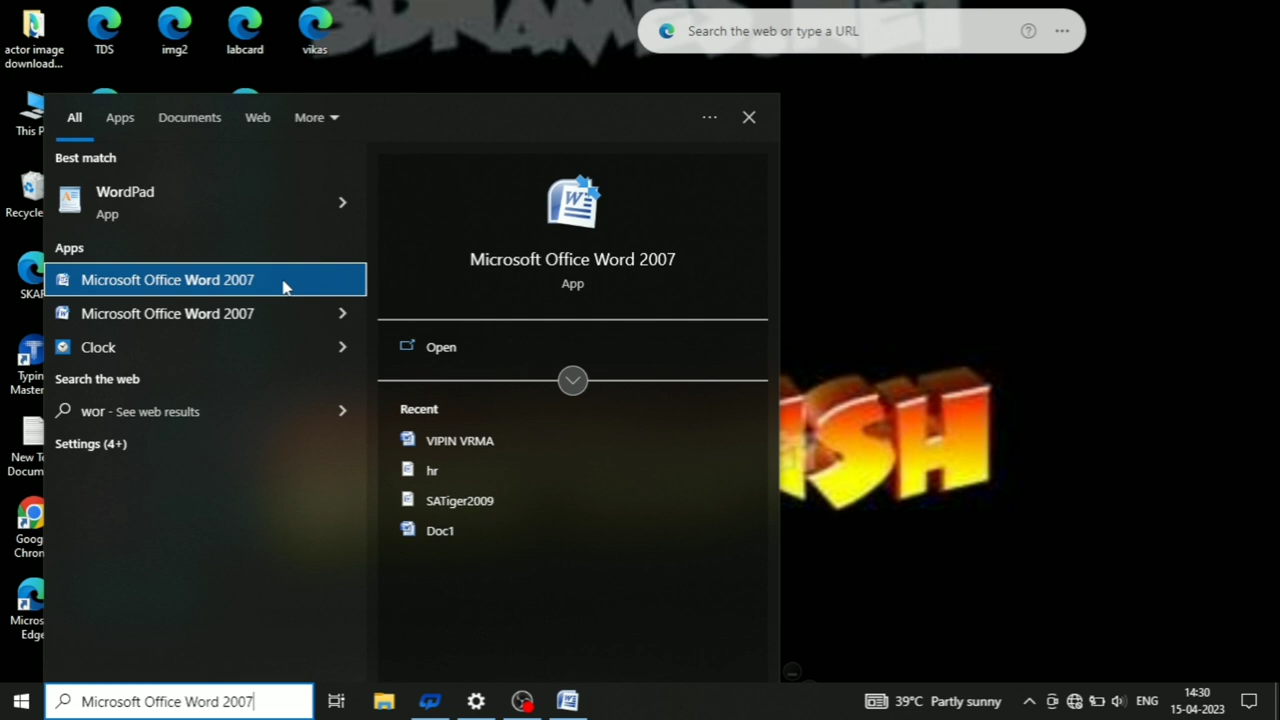 3DNAMES.NET
actor image
download...
TDS
img2
labcard
vikas
Search the web or type a URL
This P
Recycle
SKAR
Typin
Master
New Te
Docum
Goog
Chron
Micros
Edge
All
Apps
Documents
Web
More
Best match
WordPad
App
Apps
Microsoft Office Word 2007
Microsoft Office Word 2007
Clock
Search the web
wor - See web results
Settings (4+)
Microsoft Office Word 2007
App
Open
Recent
VIPIN VRMA
hr
SATiger2009
Doc1
ISH
Microsoft Office Word 2007
39°C Partly sunny
ENG
14:30
15-04-2023